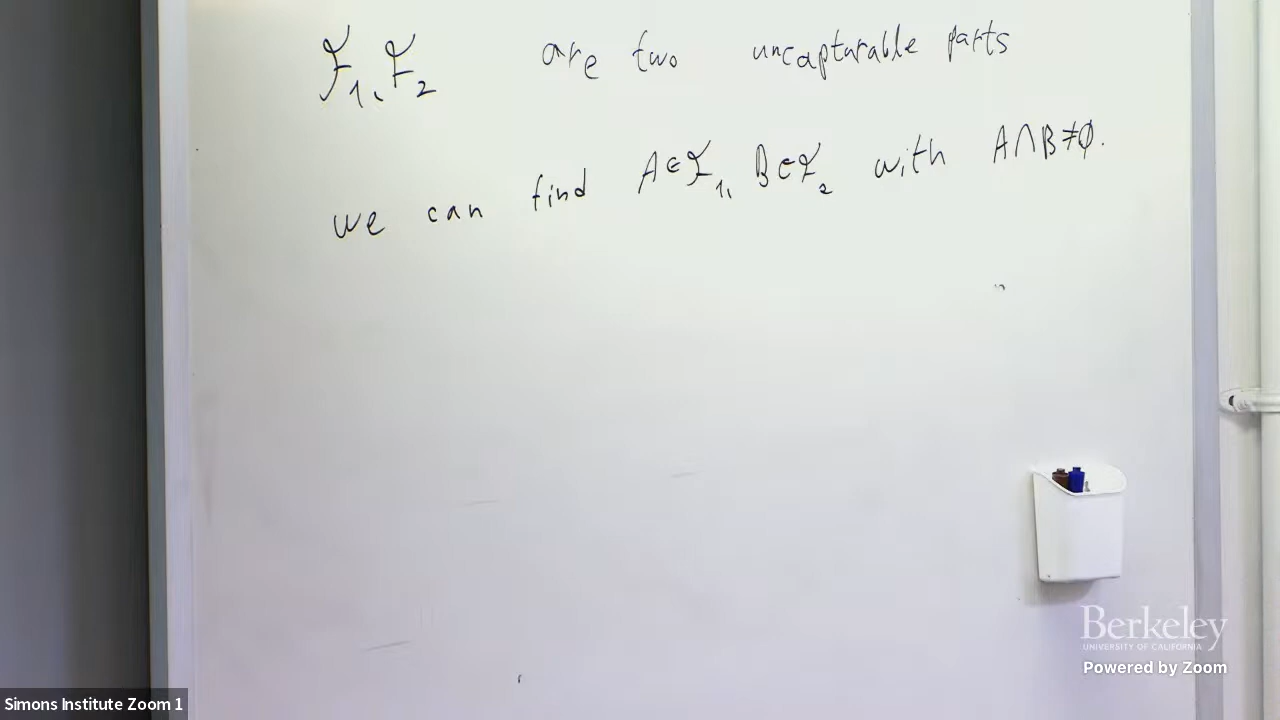 ℱ₁, ℱ₂ are two uncapturable parts
we can find A∈ℱ₁, B∈ℱ₂ with A∩B≠∅.
Berkeley
UNIVERSITY OF CALIFORNIA
Powered by Zoom
Simons Institute Zoom 1